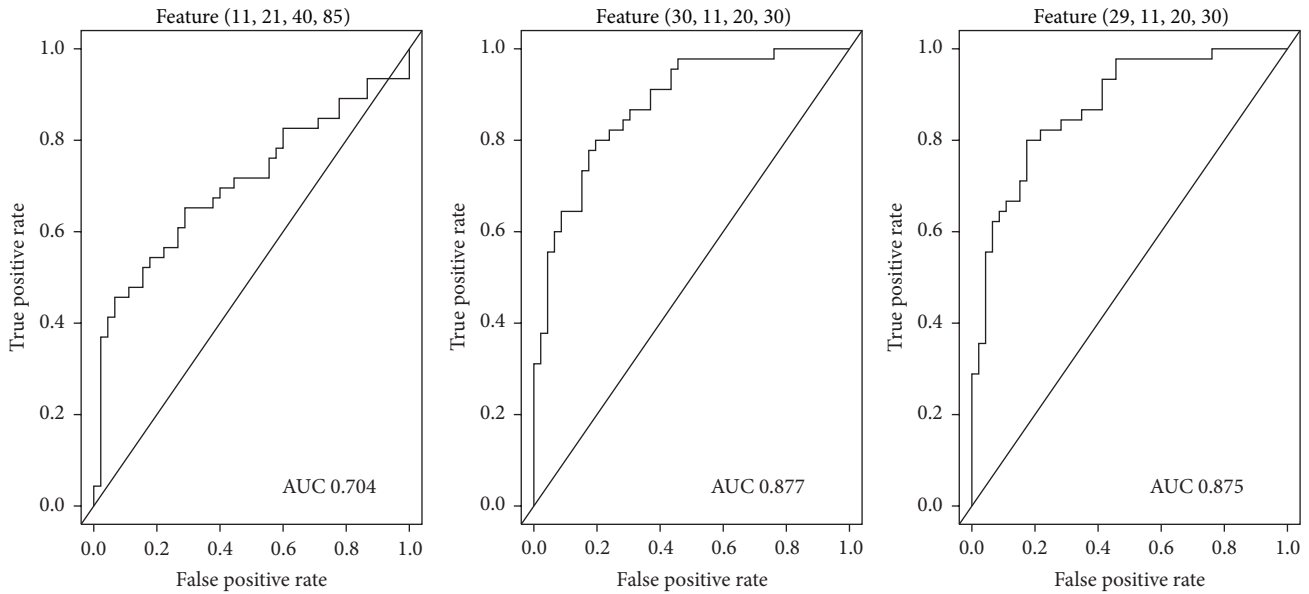 Feature (11, 21, 40, 85)
1.0
0.8
0.6
0.4
0.2
0.0
True positive rate
AUC 0.704
0.0 0.2 0.4 0.6 0.8 1.0
False positive rate
Feature (30, 11, 20, 30)
1.0
0.8
0.6
0.4
0.2
0.0
True positive rate
AUC 0.877
0.0 0.2 0.4 0.6 0.8 1.0
False positive rate
Feature (29, 11, 20, 30)
1.0
0.8
0.6
0.4
0.2
0.0
True positive rate
AUC 0.875
0.0 0.2 0.4 0.6 0.8 1.0
False positive rate